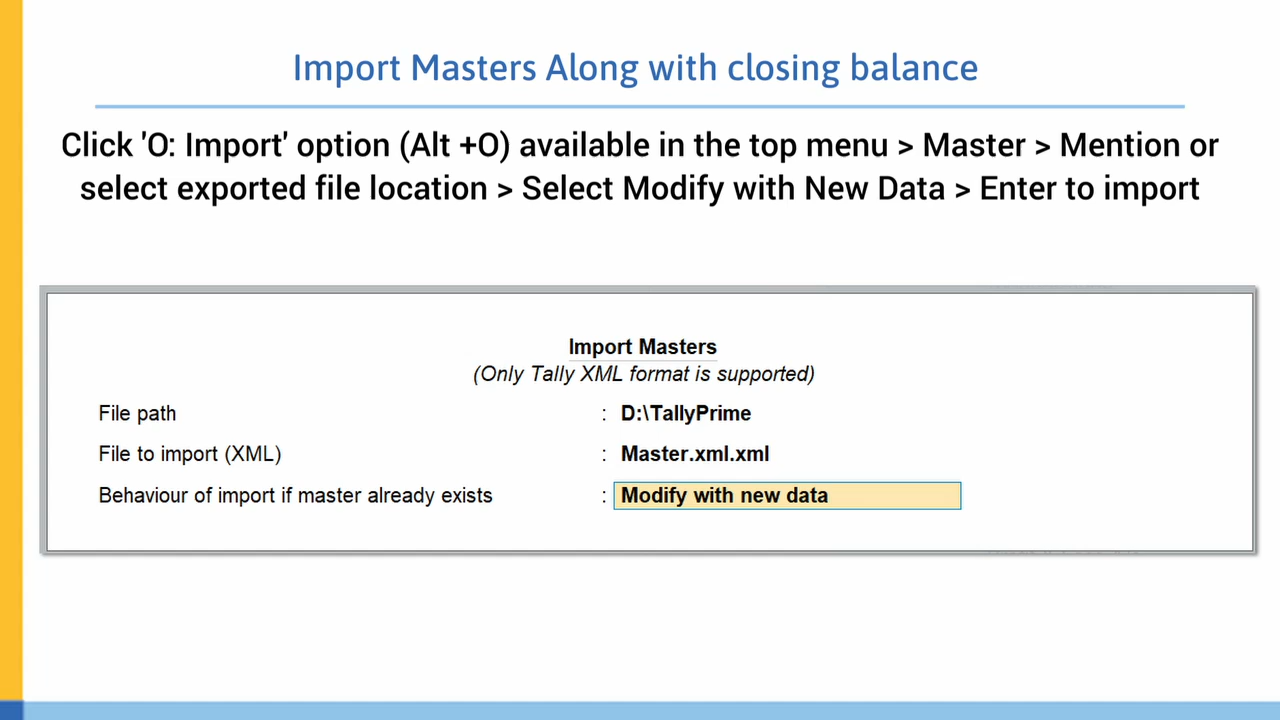 Import Masters Along with closing balance
Click 'O: Import' option (Alt +O) available in the top menu > Master > Mention or
select exported file location > Select Modify with New Data > Enter to import
Import Masters
(Only Tally XML format is supported)
File path : D:\TallyPrime
File to import (XML) : Master.xml.xml
Behaviour of import if master already exists : Modify with new data